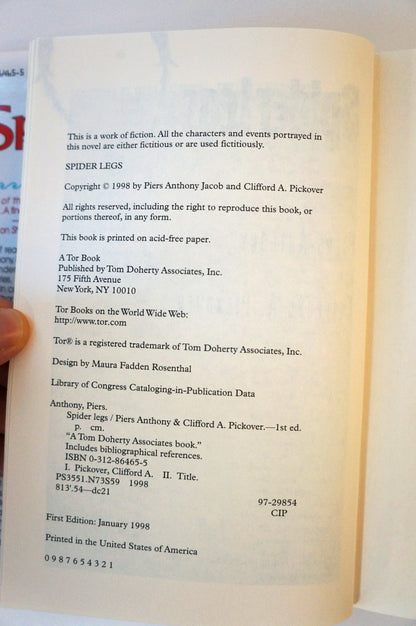 This is a work of fiction. All the characters and events portrayed in
this novel are either fictitious or are used fictitiously.
SPIDER LEGS
Copyright © 1998 by Piers Anthony Jacob and Clifford A. Pickover
All rights reserved, including the right to reproduce this book, or
portions thereof, in any form.
This book is printed on acid-free paper.
A Tor Book
Published by Tom Doherty Associates, Inc.
175 Fifth Avenue
New York, NY 10010
Tor Books on the World Wide Web:
http://www.tor.com
Tor® is a registered trademark of Tom Doherty Associates, Inc.
Design by Maura Fadden Rosenthal
Library of Congress Cataloging-in-Publication Data
Anthony, Piers.
Spider legs / Piers Anthony & Clifford A. Pickover.—1st ed.
p. cm.
"A Tom Doherty Associates book."
Includes bibliographical references.
ISBN 0-312-86465-5
I. Pickover, Clifford A. II. Title.
PS3551.N73S59 1998
813'.54—dc21
97-29854
CIP
First Edition: January 1998
Printed in the United States of America
0 9 8 7 6 5 4 3 2 1